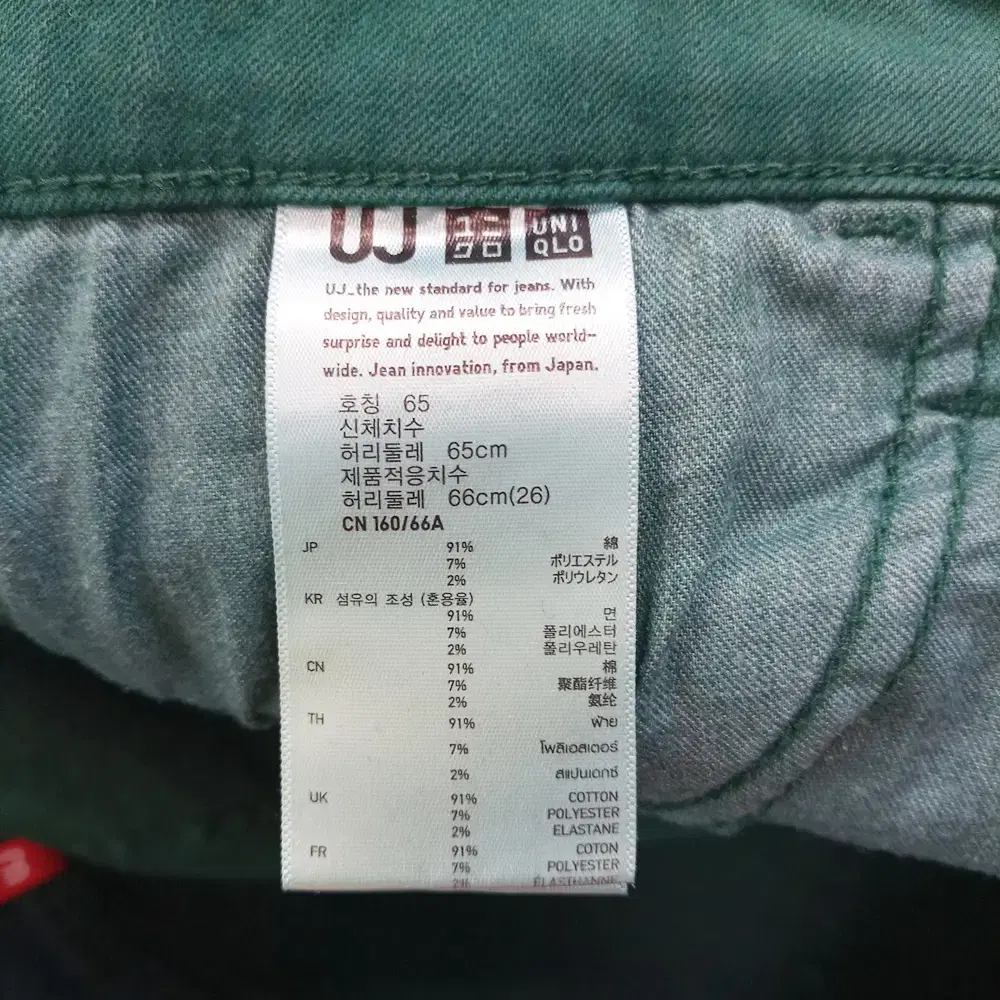 UJ ユニクロ UNIQLO
UJ_the new standard for jeans. With
design, quality and value to bring fresh
surprise and delight to people world-
wide. Jean innovation, from Japan.
호칭 65
신체치수
허리둘레 65cm
제품적응치수
허리둘레 66cm(26)
CN 160/66A
JP 91% 綿
7% ポリエステル
2% ポリウレタン
KR 섬유의 조성 (혼용율)
91% 면
7% 폴리에스터
2% 폴리우레탄
CN 91% 棉
7% 聚酯纤维
2% 氨纶
TH 91% ฝ้าย
7% โพลีเอสเตอร์
2% สแปนเดกซ์
UK 91% COTTON
7% POLYESTER
2% ELASTANE
FR 91% COTON
7% POLYESTER
2% ÉLASTHANNE